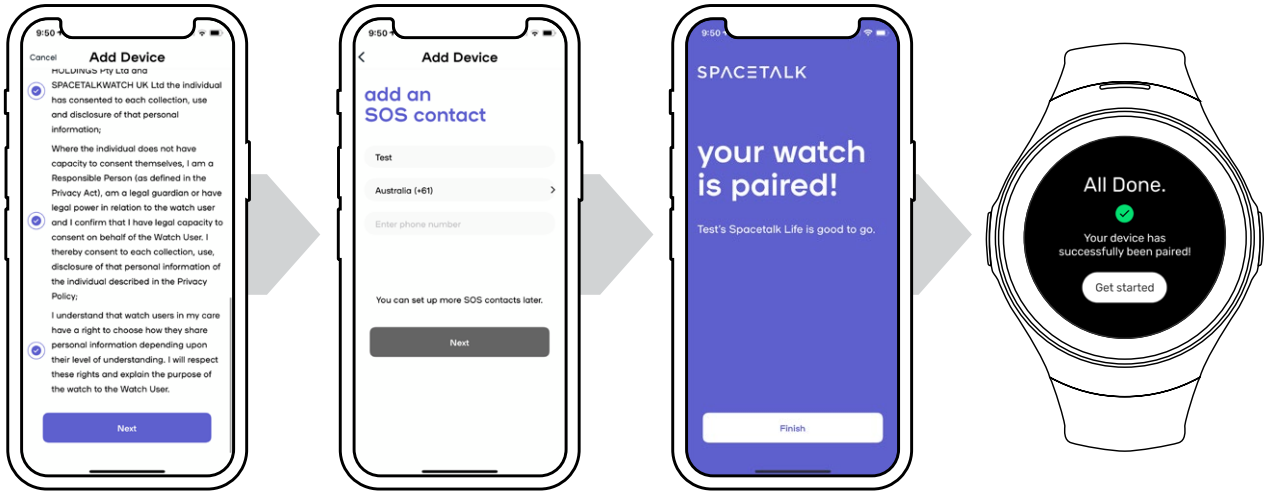 9:50
Cancel
Add Device
HOLDINGS Pty Ltd and
SPACETALKWATCH UK Ltd the individual
has consented to each collection, use
and disclosure of that personal
information;
Where the individual does not have
capacity to consent themselves, I am a
Responsible Person (as defined in the
Privacy Act), am a legal guardian or have
legal power in relation to the watch user
and I confirm that I have legal capacity to
consent on behalf of the Watch User. I
thereby consent to each collection, use,
disclosure of that personal information of
the individual described in the Privacy
Policy;
I understand that watch users in my care
have a right to choose how they share
personal information depending upon
their level of understanding. I will respect
these rights and explain the purpose of
the watch to the Watch User.
Next
9:50
Add Device
add an
SOS contact
Test
Australia (+61)
Enter phone number
You can set up more SOS contacts later.
Next
9:50
SPACETALK
your watch
is paired!
Test's Spacetalk Life is good to go.
Finish
All Done.
Your device has
successfully been paired!
Get started